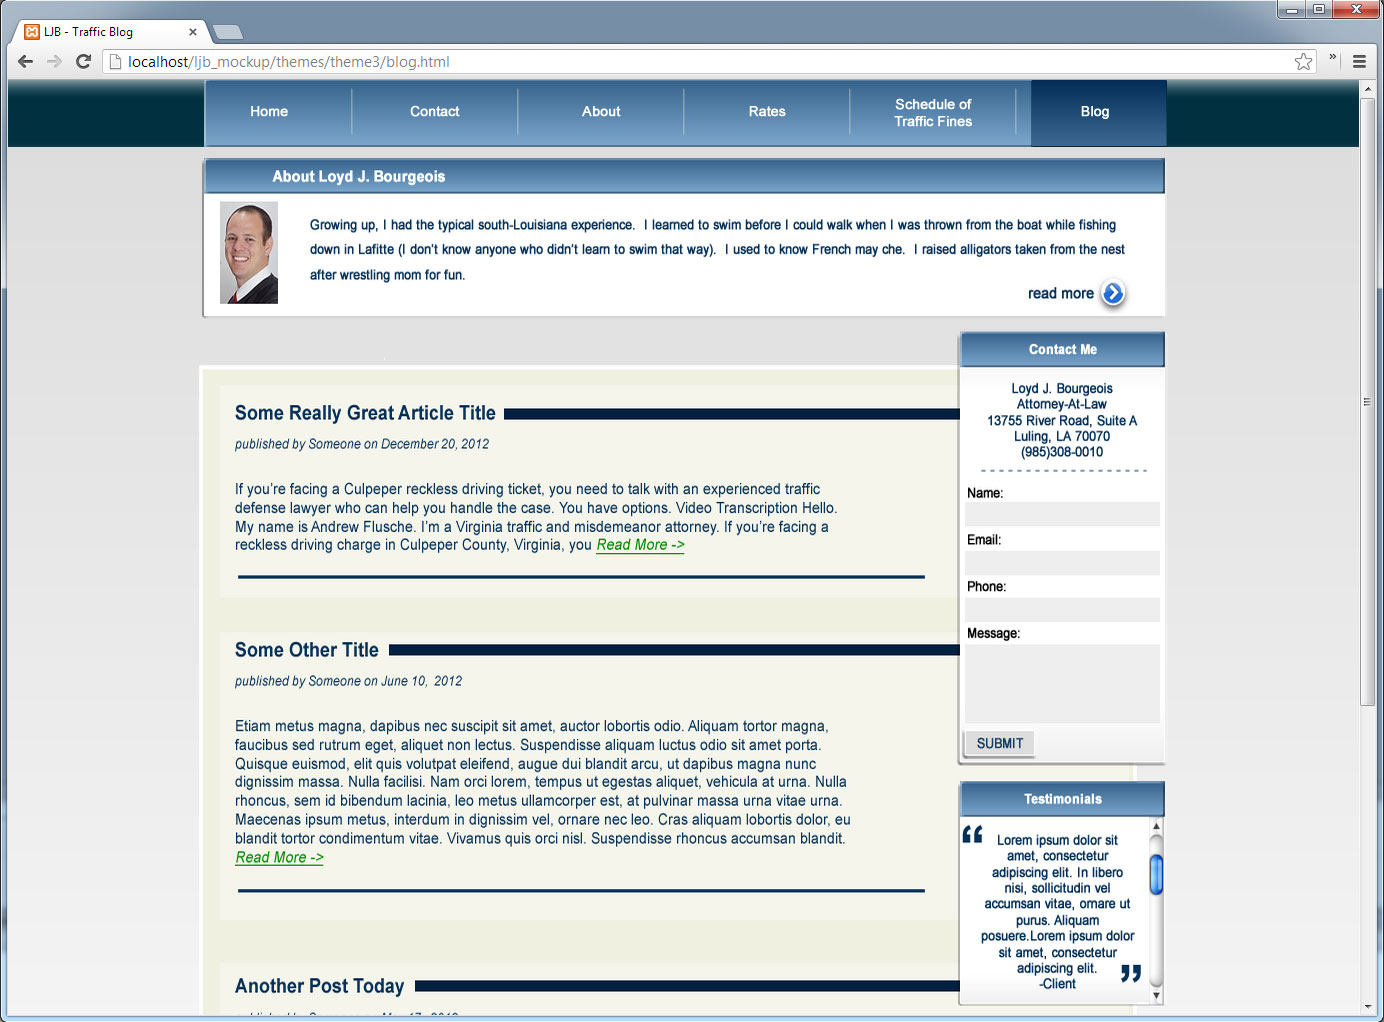 LJB - Traffic Blog
localhost/ljb_mockup/themes/theme3/blog.html
Home
Contact
About
Rates
Schedule of
Traffic Fines
Blog
About Loyd J. Bourgeois
Growing up, I had the typical south-Louisiana experience. I learned to swim before I could walk when I was thrown from the boat while fishing
down in Lafitte (I don't know anyone who didn't learn to swim that way). I used to know French may che. I raised alligators taken from the nest
after wrestling mom for fun.
read more
Some Really Great Article Title
published by Someone on December 20, 2012
If you're facing a Culpeper reckless driving ticket, you need to talk with an experienced traffic
defense lawyer who can help you handle the case. You have options. Video Transcription Hello.
My name is Andrew Flusche. I'm a Virginia traffic and misdemeanor attorney. If you're facing a
reckless driving charge in Culpeper County, Virginia, you Read More ->
Some Other Title
published by Someone on June 10, 2012
Etiam metus magna, dapibus nec suscipit sit amet, auctor lobortis odio. Aliquam tortor magna,
faucibus sed rutrum eget, aliquet non lectus. Suspendisse aliquam luctus odio sit amet porta.
Quisque euismod, elit quis volutpat eleifend, augue dui blandit arcu, ut dapibus magna nunc
dignissim massa. Nulla facilisi. Nam orci lorem, tempus ut egestas aliquet, vehicula at urna. Nulla
rhoncus, sem id bibendum lacinia, leo metus ullamcorper est, at pulvinar massa urna vitae urna.
Maecenas ipsum metus, interdum in dignissim vel, ornare nec leo. Cras aliquam lobortis dolor, eu
blandit tortor condimentum vitae. Vivamus quis orci nisl. Suspendisse rhoncus accumsan blandit.
Read More ->
Another Post Today
Contact Me
Loyd J. Bourgeois
Attorney-At-Law
13755 River Road, Suite A
Luling, LA 70070
(985)308-0010
Name:
Email:
Phone:
Message:
SUBMIT
Testimonials
“ Lorem ipsum dolor sit
amet, consectetur
adipiscing elit. In libero
nisi, sollicitudin vel
accumsan vitae, ornare ut
purus. Aliquam
posuere.Lorem ipsum dolor
sit amet, consectetur
adipiscing elit. ”
-Client